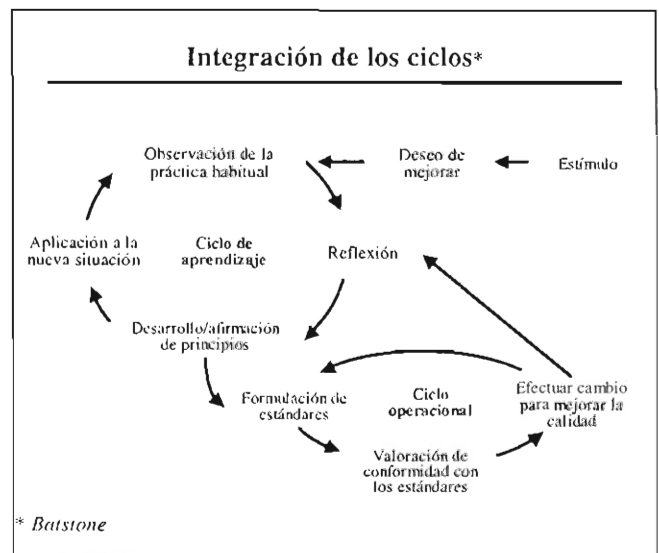 Integración de los ciclos*
Observación de la
práctica habitual
Deseo de
mejorar
Estímulo
Aplicación a la
nueva situación
Ciclo de
aprendizaje
Reflexión
Desarrollo/afirmación
de principios
Formulación de
estándares
Ciclo
operacional
Efectuar cambio
para mejorar la
calidad
Valoración de
conformidad con
los estándares
* Batstone